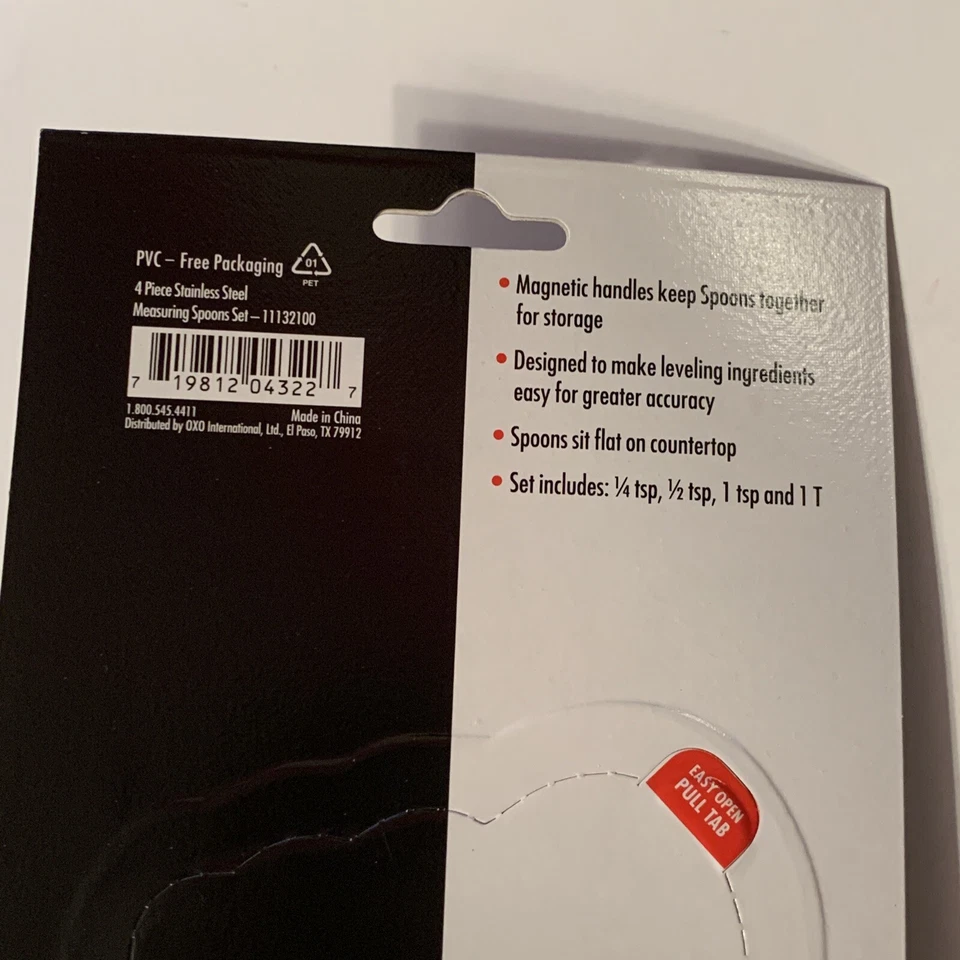 PVC – Free Packaging
01
PET
4 Piece Stainless Steel
Measuring Spoons Set – 11132100
7 19812 04322 7
1.800.545.4411 Made in China
Distributed by OXO International, Ltd., El Paso, TX 79912
• Magnetic handles keep Spoons together
for storage
• Designed to make leveling ingredients
easy for greater accuracy
• Spoons sit flat on countertop
• Set includes: ¼ tsp, ½ tsp, 1 tsp and 1 T
EASY OPEN
PULL TAB